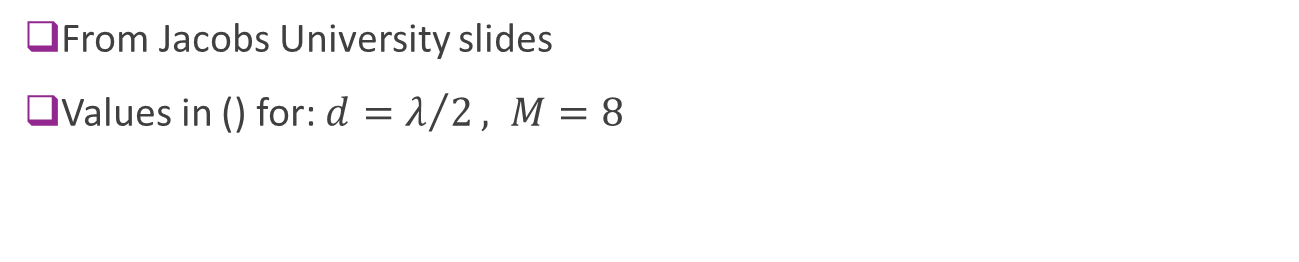 ❑From Jacobs University slides
❑Values in () for: 𝑑 = 𝜆/2 , 𝑀 = 8